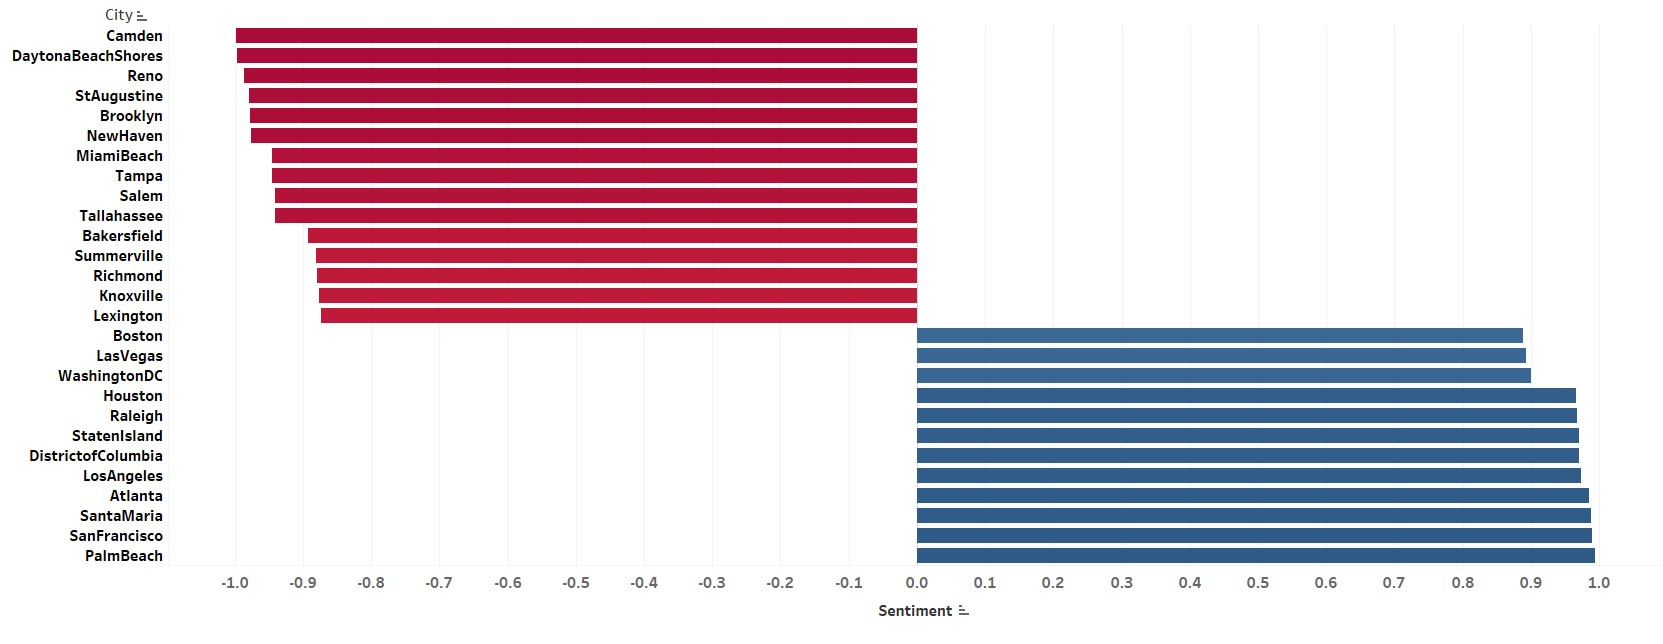 City
Camden
DaytonaBeachShores
Reno
StAugustine
Brooklyn
NewHaven
MiamiBeach
Tampa
Salem
Tallahassee
Bakersfield
Summerville
Richmond
Knoxville
Lexington
Boston
LasVegas
WashingtonDC
Houston
Raleigh
StatenIsland
DistrictofColumbia
LosAngeles
Atlanta
SantaMaria
SanFrancisco
PalmBeach
-1.0 -0.9 -0.8 -0.7 -0.6 -0.5 -0.4 -0.3 -0.2 -0.1 0.0 0.1 0.2 0.3 0.4 0.5 0.6 0.7 0.8 0.9 1.0
Sentiment